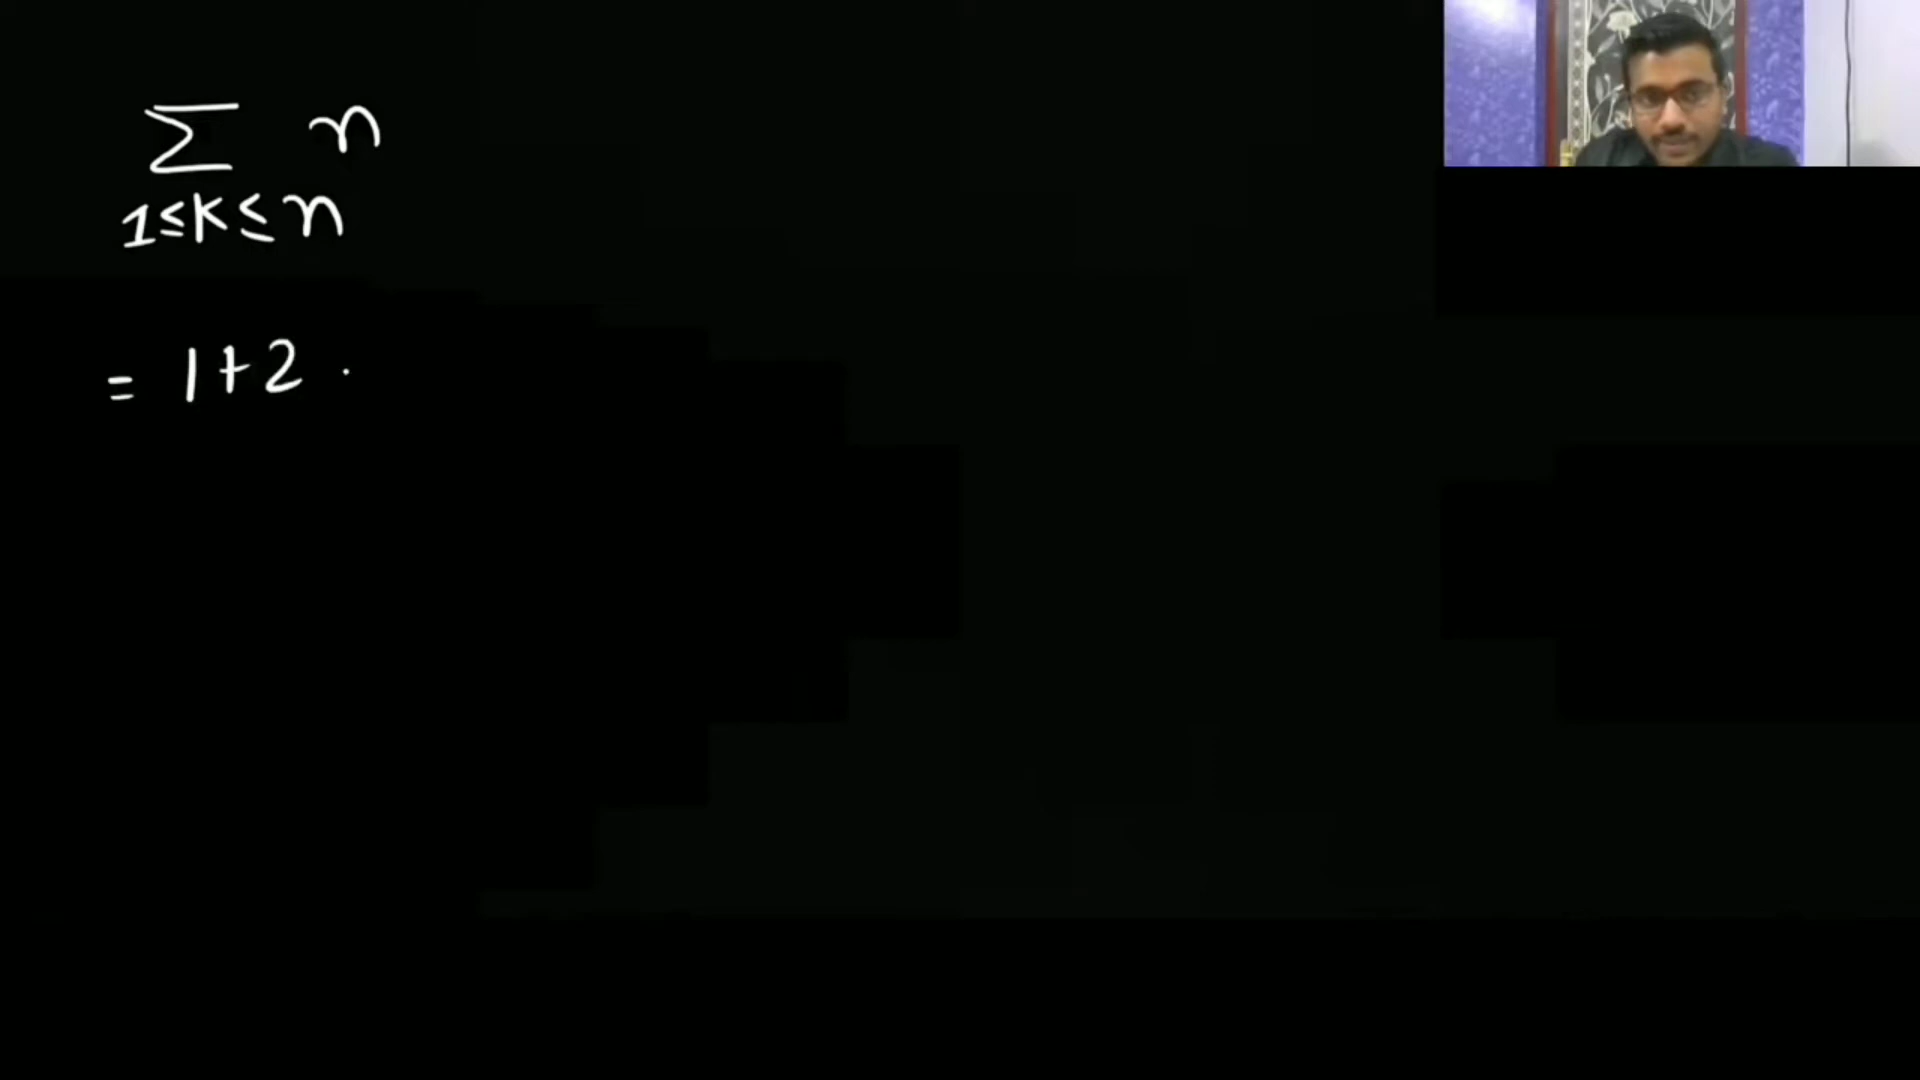 ∑ n
1≤K≤n
= 1+2 .